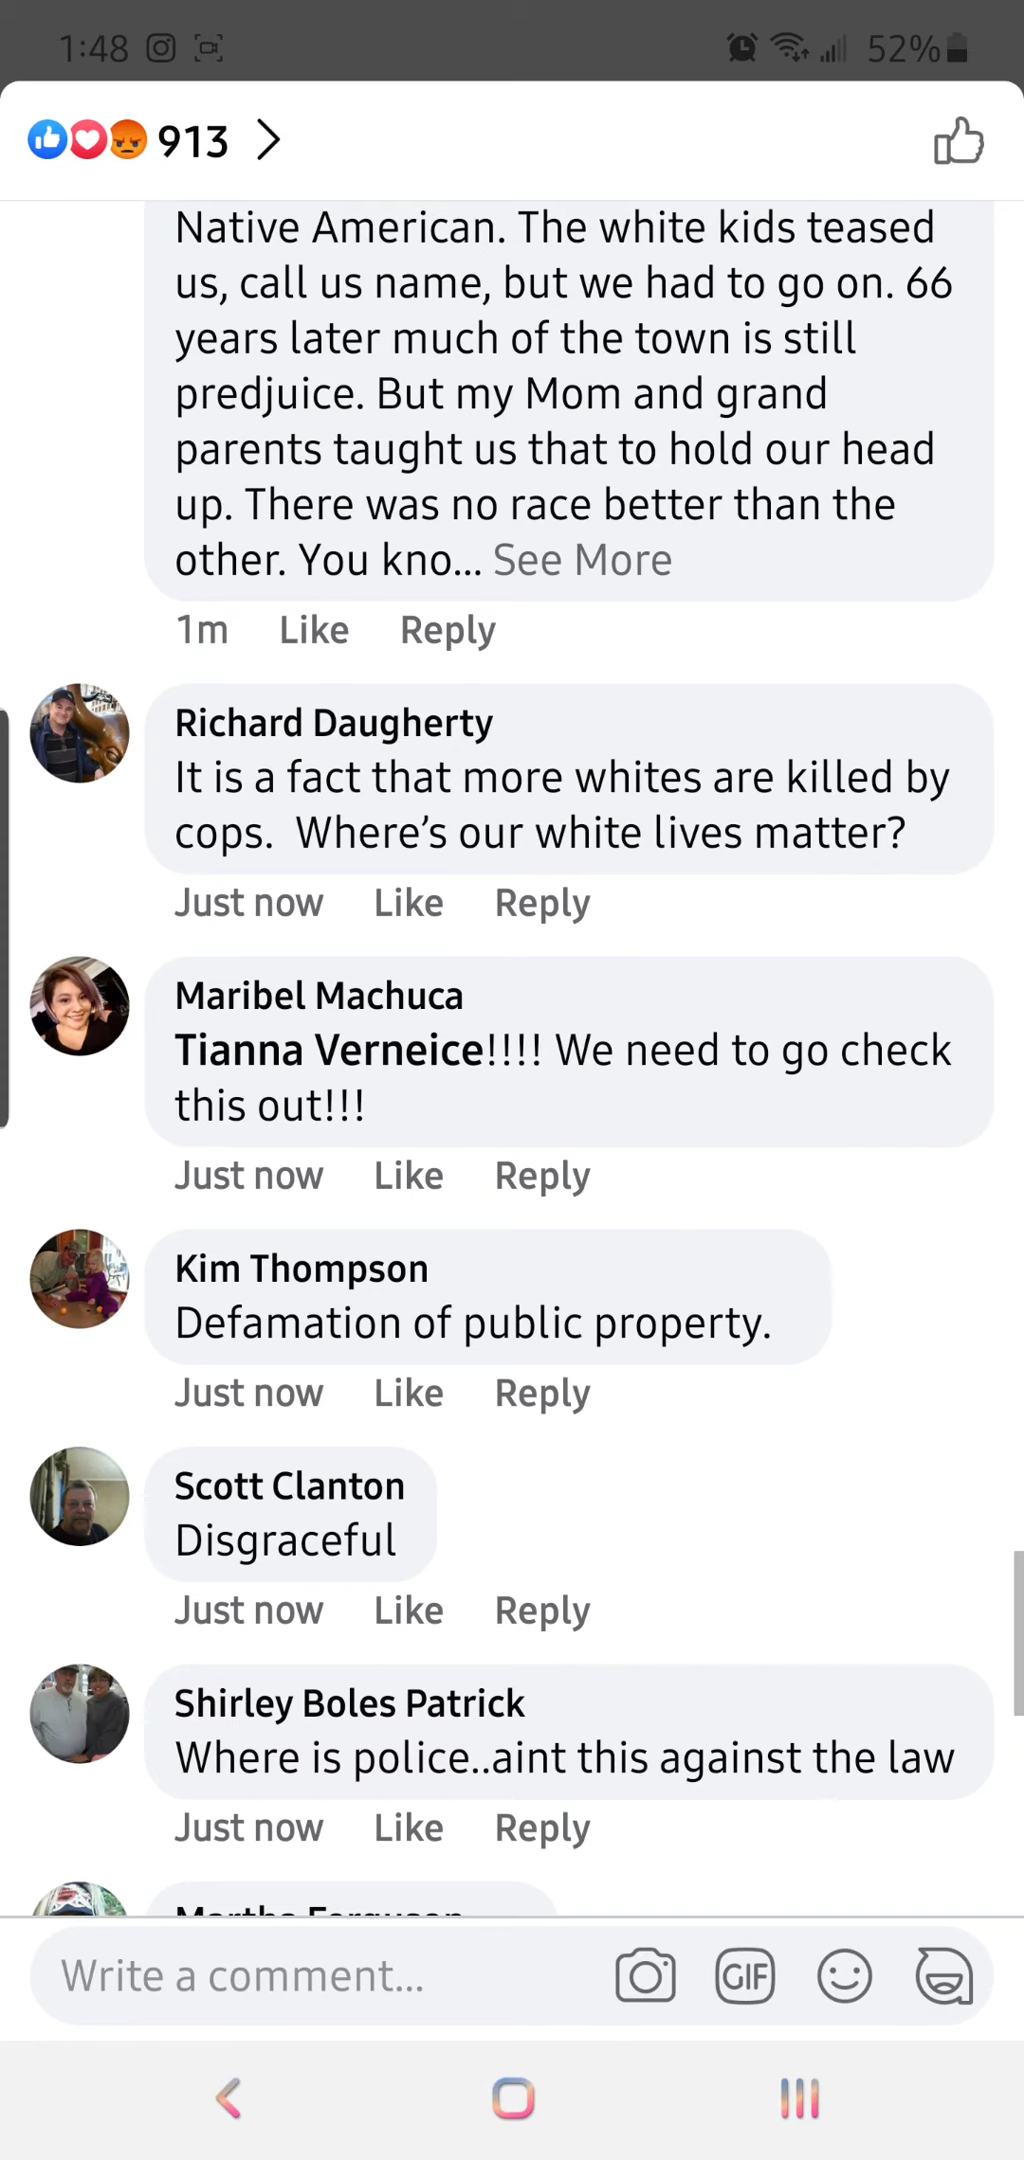 1:48 52%
913
Native American. The white kids teased
us, call us name, but we had to go on. 66
years later much of the town is still
predjuice. But my Mom and grand
parents taught us that to hold our head
up. There was no race better than the
other. You kno... See More
1m Like Reply
Richard Daugherty
It is a fact that more whites are killed by
cops. Where's our white lives matter?
Just now Like Reply
Maribel Machuca
Tianna Verneice!!!! We need to go check
this out!!!
Just now Like Reply
Kim Thompson
Defamation of public property.
Just now Like Reply
Scott Clanton
Disgraceful
Just now Like Reply
Shirley Boles Patrick
Where is police..aint this against the law
Just now Like Reply
Martha Ferguson
Write a comment... GIF